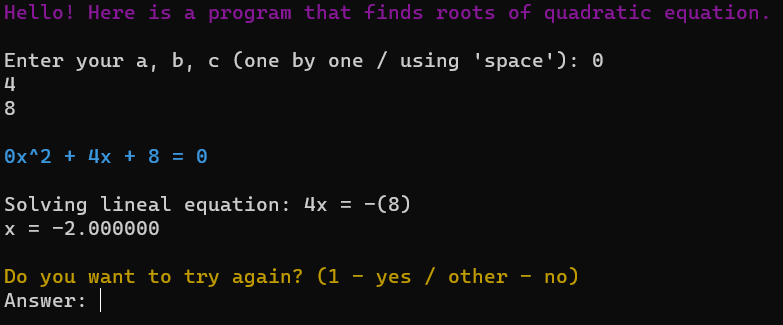 Hello! Here is a program that finds roots of quadratic equation.
Enter your a, b, c (one by one / using 'space'): 0
4
8
0x^2 + 4x + 8 = 0
Solving lineal equation: 4x = -(8)
x = -2.000000
Do you want to try again? (1 - yes / other - no)
Answer: